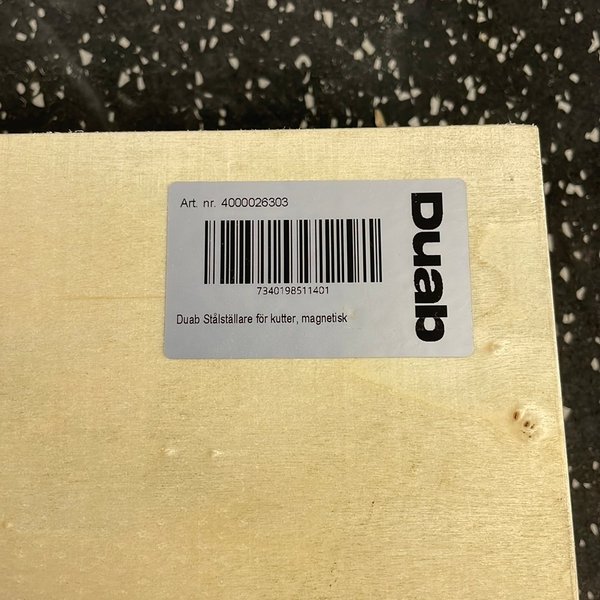 Art. nr. 4000026303
7340198511401
Duab Stålställare för kutter, magnetisk
Duab